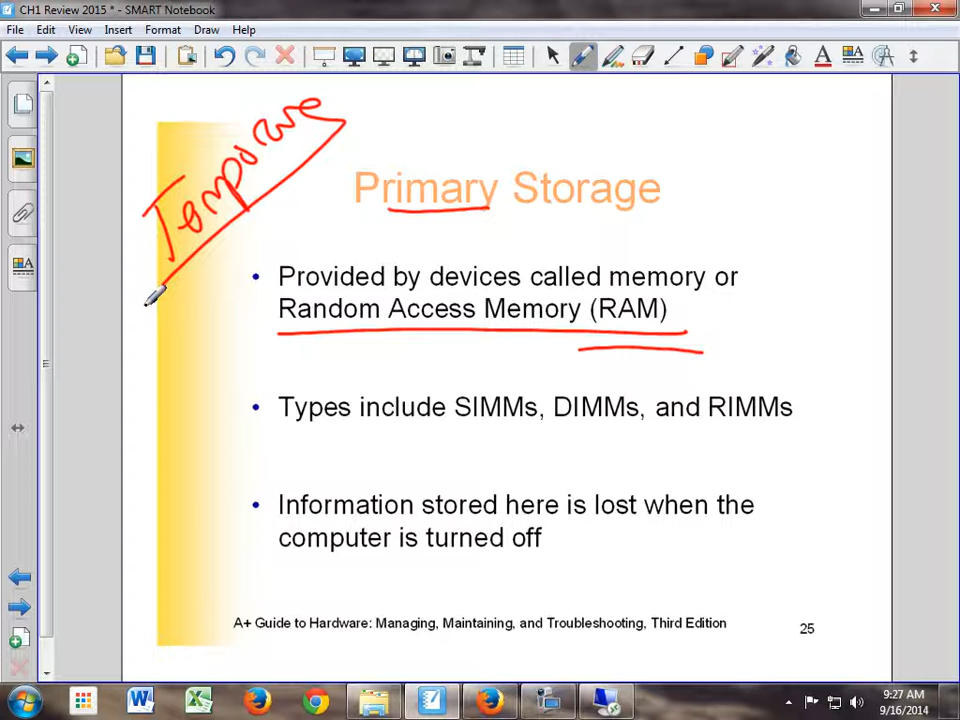 CH1 Review 2015 * - SMART Notebook
File Edit View Insert Format Draw Help
Primary Storage
• Provided by devices called memory or
Random Access Memory (RAM)
• Types include SIMMs, DIMMs, and RIMMs
• Information stored here is lost when the
computer is turned off
A+ Guide to Hardware: Managing, Maintaining, and Troubleshooting, Third Edition
25
9:27 AM
9/16/2014